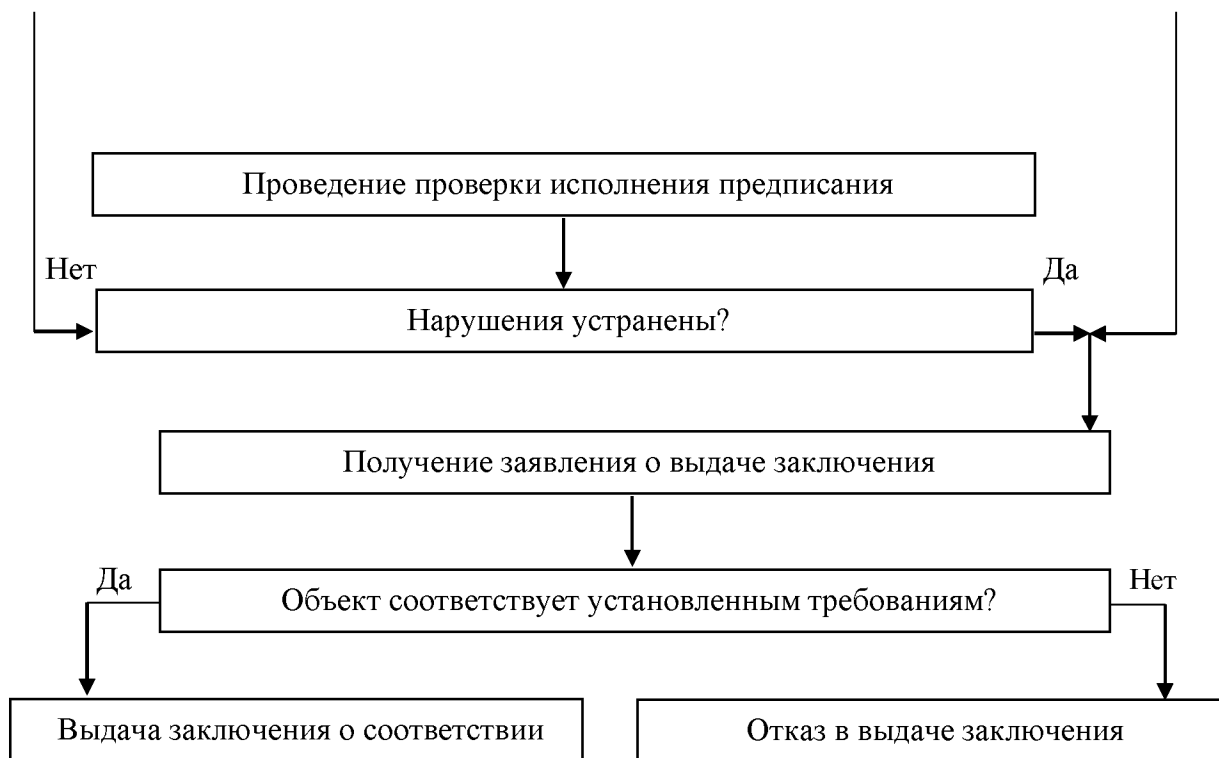 Проведение проверки исполнения предписания
Нет
Да
Нарушения устранены?
Получение заявления о выдаче заключения
Да
Нет
Объект соответствует установленным требованиям?
Выдача заключения о соответствии
Отказ в выдаче заключения